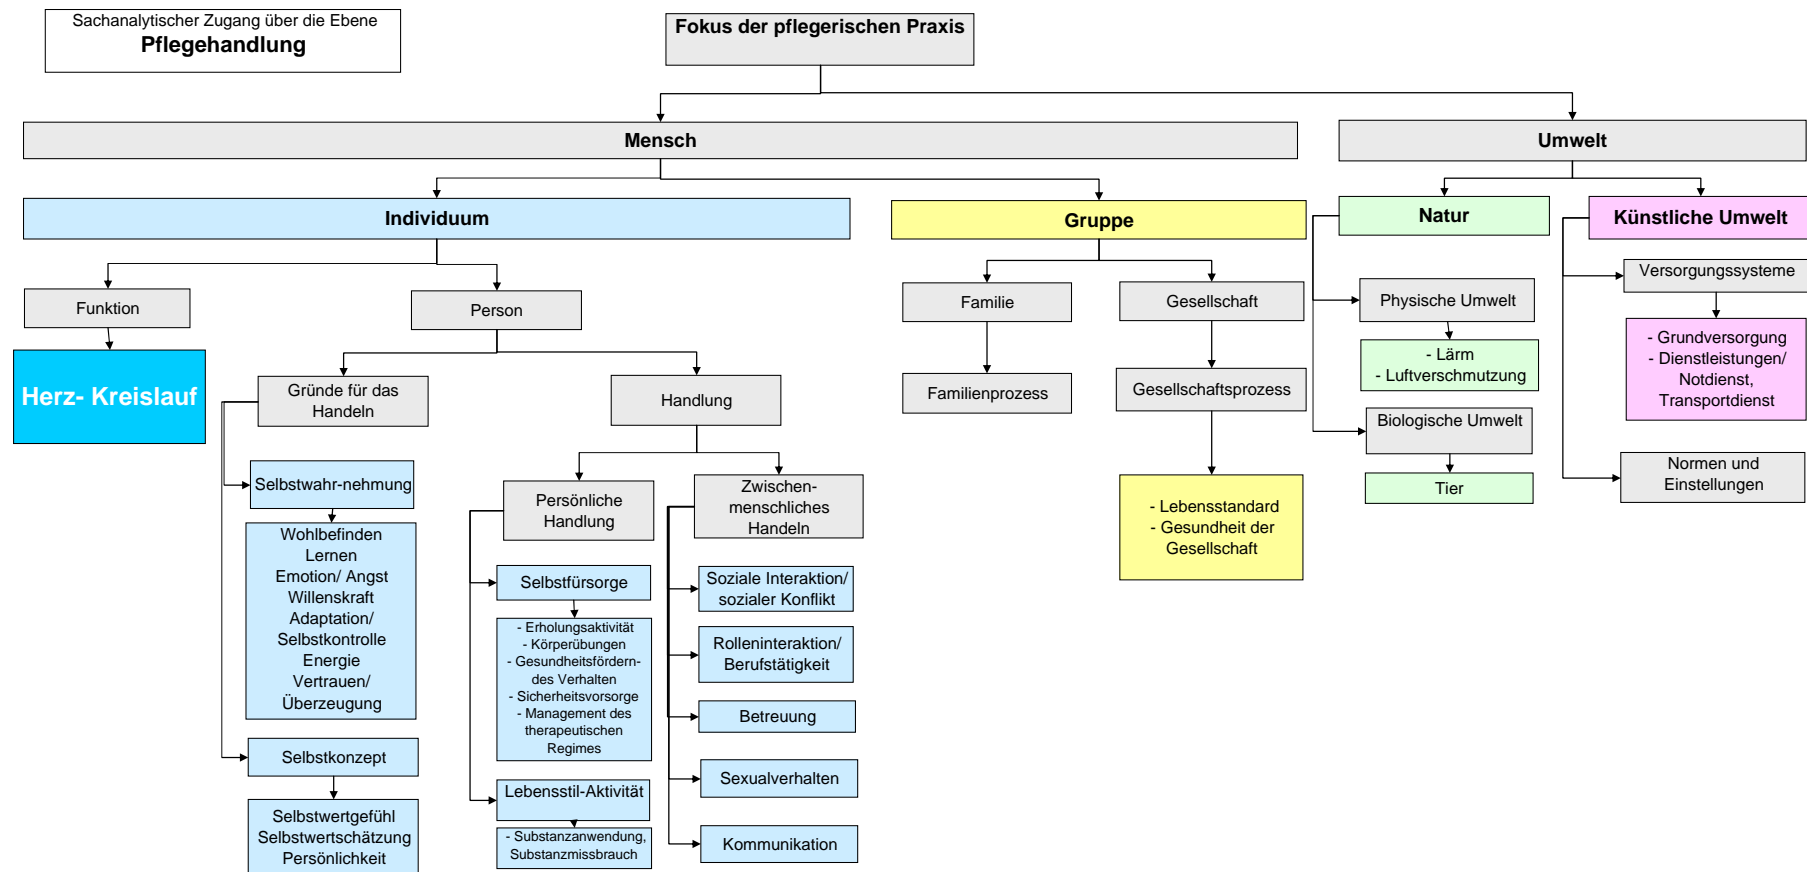 Sachanalytischer Zugang über die Ebene
Pflegehandlung
Fokus der pflegerischen Praxis
Mensch
Umwelt
Individuum
Gruppe
Natur
Künstliche Umwelt
Funktion
Person
Familie
Gesellschaft
Physische Umwelt
Versorgungssysteme
Herz- Kreislauf
Gründe für das
Handeln
Handlung
Familienprozess
Gesellschaftsprozess
- Lärm
- Luftverschmutzung
- Grundversorgung
- Dienstleistungen/
Notdienst,
Transportdienst
Biologische Umwelt
Tier
Normen und
Einstellungen
Selbstwahr-nehmung
Wohlbefinden
Lernen
Emotion/ Angst
Willenskraft
Adaptation/
Selbstkontrolle
Energie
Vertrauen/
Überzeugung
Selbstkonzept
Selbstwertgefühl
Selbstwertschätzung
Persönlichkeit
Persönliche
Handlung
Selbstfürsorge
- Erholungsaktivität
- Körperübungen
- Gesundheitsfördern-
des Verhalten
- Sicherheitsvorsorge
- Management des
therapeutischen
Regimes
Lebensstil-Aktivität
- Substanzanwendung,
Substanzmissbrauch
Zwischen-
menschliches
Handeln
Soziale Interaktion/
sozialer Konflikt
Rolleninteraktion/
Berufstätigkeit
Betreuung
Sexualverhalten
Kommunikation
- Lebensstandard
- Gesundheit der
Gesellschaft